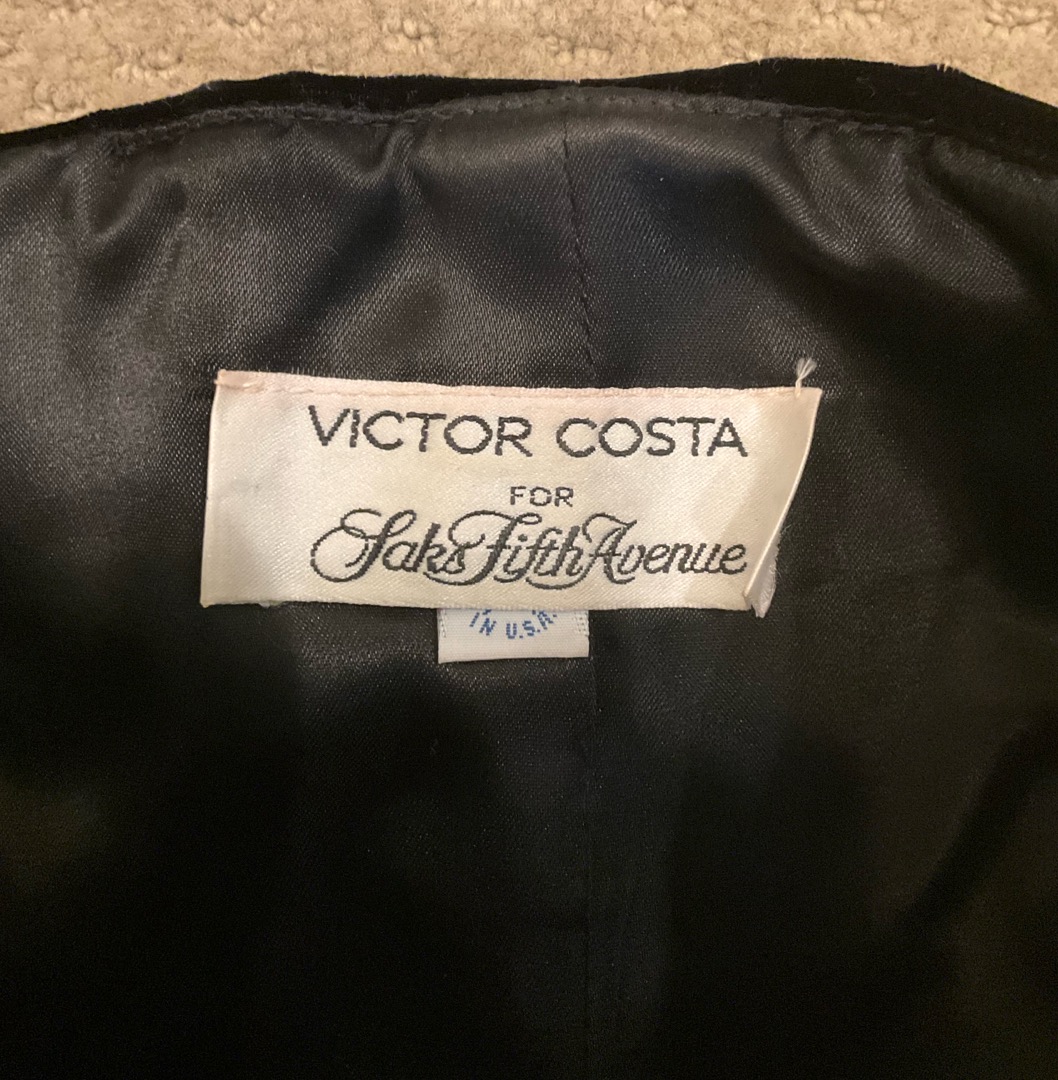 VICTOR COSTA
FOR
Saks Fifth Avenue
IN U.S.A.